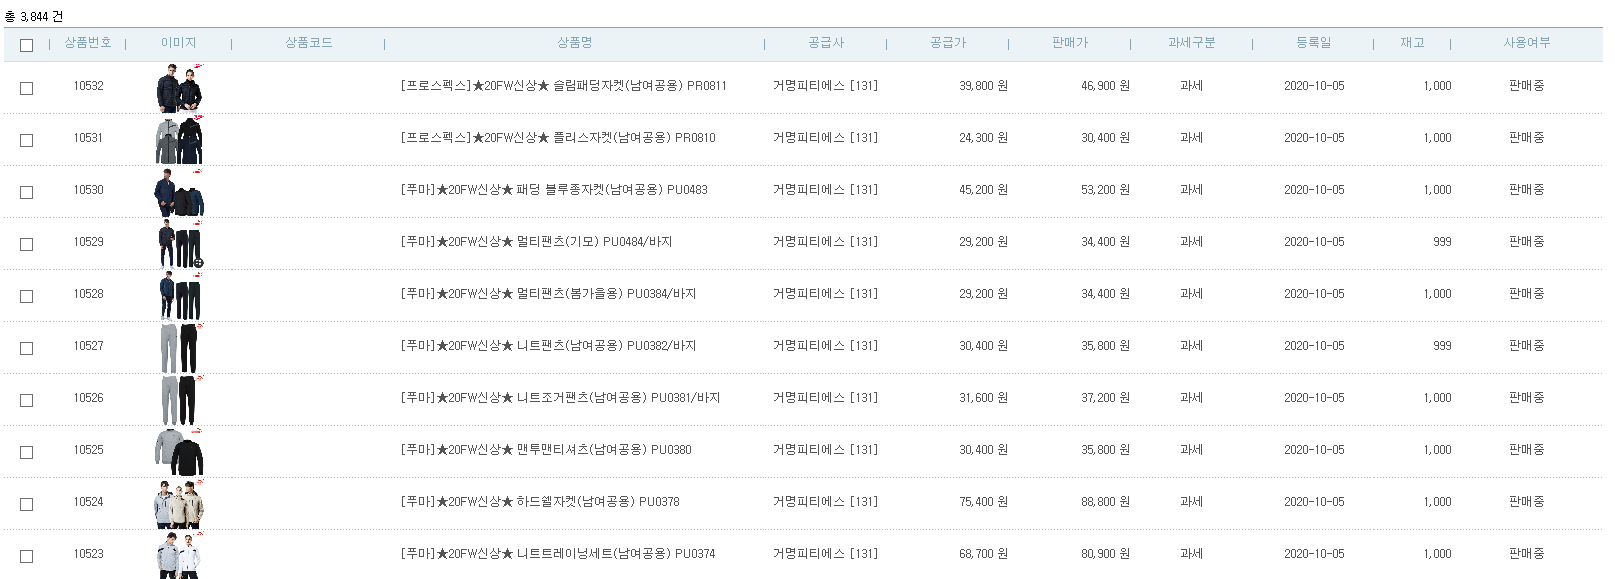 총 3,844 건
상품번호 이미지 상품코드 상품명 공급사 공급가 판매가 과세구분 등록일 재고 사용여부
10532 [프로스펙스]★20FW신상★ 슬림패딩자켓(남여공용) PR0811 거명피티에스 [131] 39,800 원 46,900 원 과세 2020-10-05 1,000 판매중
10531 [프로스펙스]★20FW신상★ 플리스자켓(남여공용) PR0810 거명피티에스 [131] 24,300 원 30,400 원 과세 2020-10-05 1,000 판매중
10530 [푸마]★20FW신상★ 패딩 블루종자켓(남여공용) PU0483 거명피티에스 [131] 45,200 원 53,200 원 과세 2020-10-05 1,000 판매중
10529 [푸마]★20FW신상★ 멀티팬츠(기모) PU0484/바지 거명피티에스 [131] 29,200 원 34,400 원 과세 2020-10-05 999 판매중
10528 [푸마]★20FW신상★ 멀티팬츠(봄가을용) PU0384/바지 거명피티에스 [131] 29,200 원 34,400 원 과세 2020-10-05 1,000 판매중
10527 [푸마]★20FW신상★ 니트팬츠(남여공용) PU0382/바지 거명피티에스 [131] 30,400 원 35,800 원 과세 2020-10-05 999 판매중
10526 [푸마]★20FW신상★ 니트조거팬츠(남여공용) PU0381/바지 거명피티에스 [131] 31,600 원 37,200 원 과세 2020-10-05 1,000 판매중
10525 [푸마]★20FW신상★ 맨투맨티셔츠(남여공용) PU0380 거명피티에스 [131] 30,400 원 35,800 원 과세 2020-10-05 1,000 판매중
10524 [푸마]★20FW신상★ 하드쉘자켓(남여공용) PU0378 거명피티에스 [131] 75,400 원 88,800 원 과세 2020-10-05 1,000 판매중
10523 [푸마]★20FW신상★ 니트트레이닝세트(남여공용) PU0374 거명피티에스 [131] 68,700 원 80,900 원 과세 2020-10-05 1,000 판매중